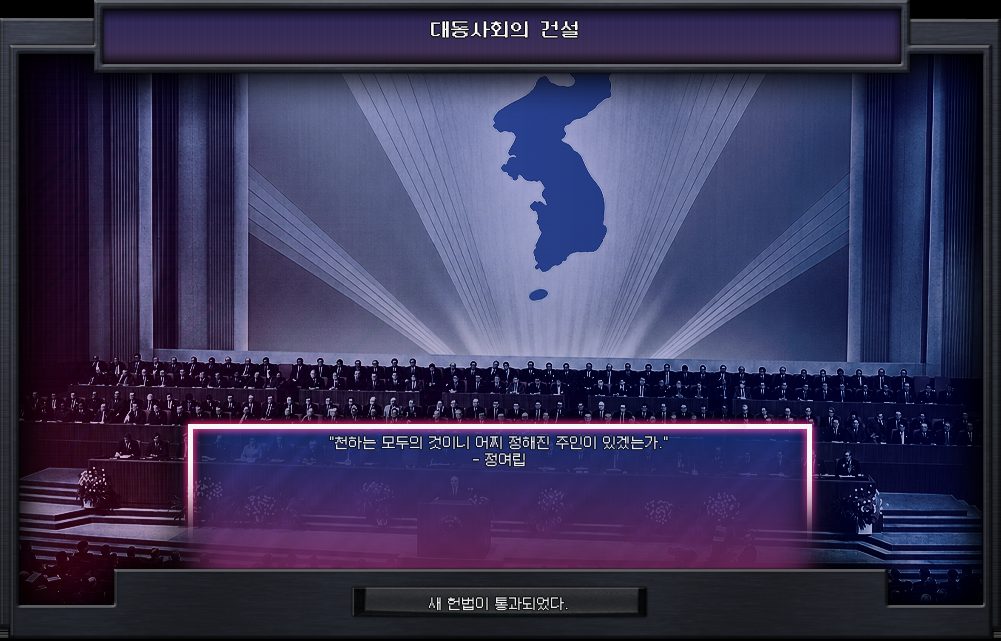 대동사회의 건설
"천하는 모두의 것이니 어찌 정해진 주인이 있겠는가."
- 정여립
새 헌법이 통과되었다.